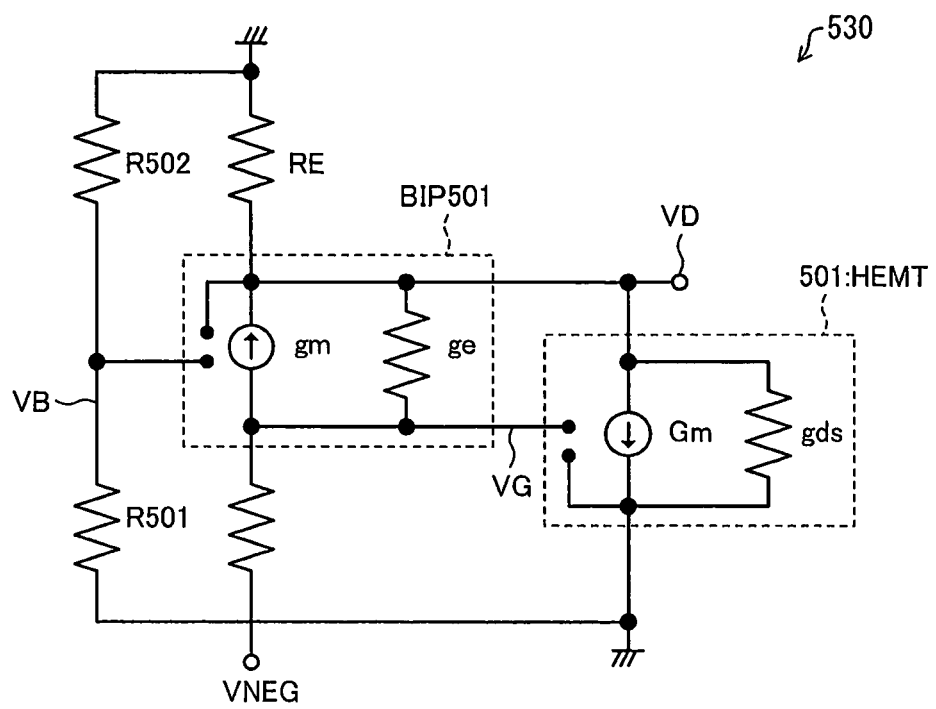 530
R502
RE
BIP501
VD
501:HEMT
gm
ge
VB
Gm
gds
VG
R501
VNEG